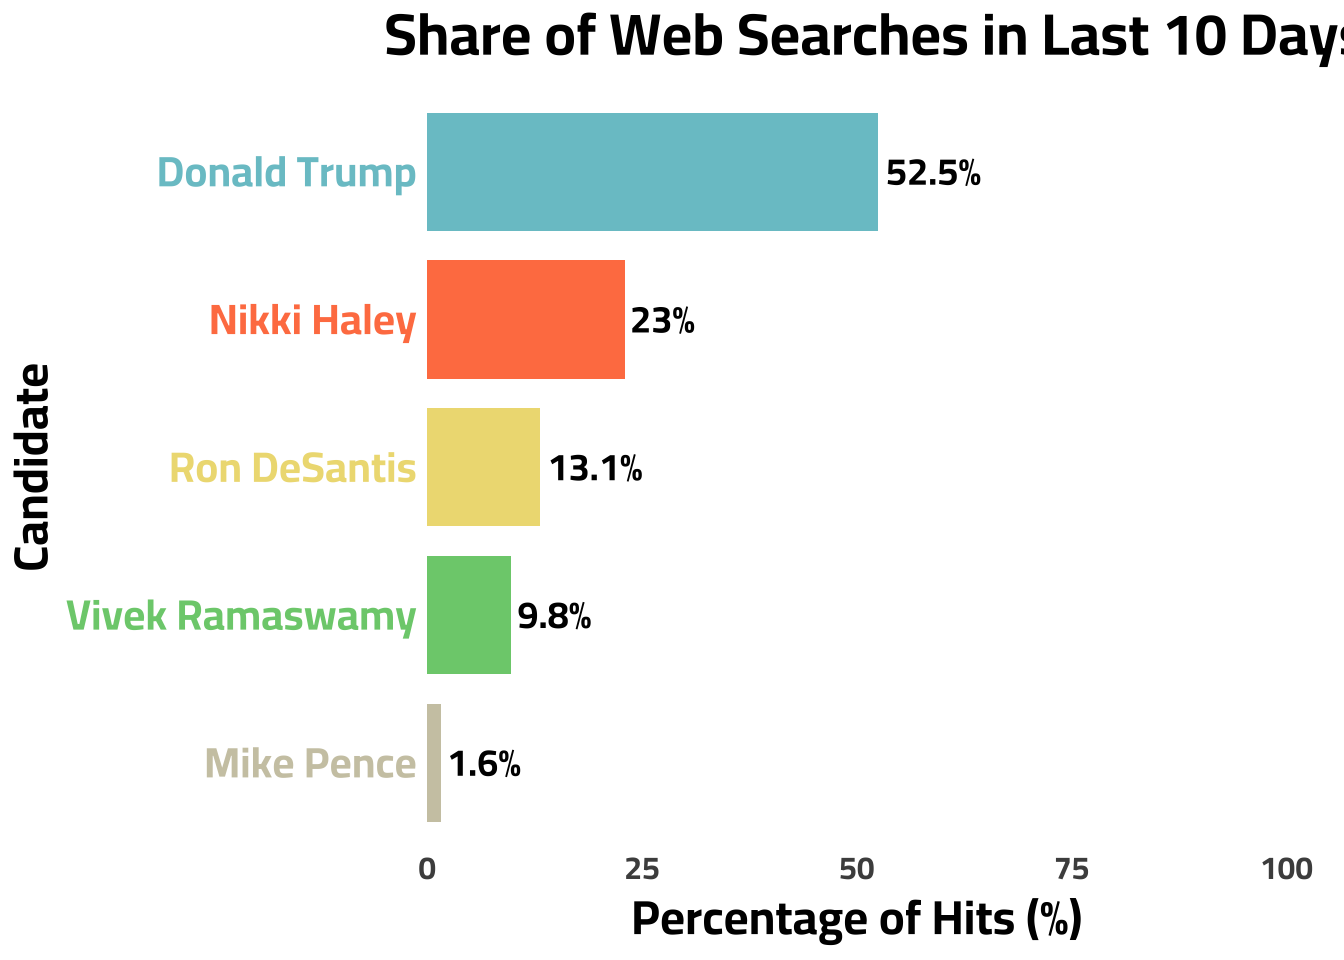 Share of Web Searches in Last 10 Days
Donald Trump
52.5%
Nikki Haley
23%
Ron DeSantis
13.1%
Vivek Ramaswamy
9.8%
Mike Pence
1.6%
Candidate
0 25 50 75 100
Percentage of Hits (%)